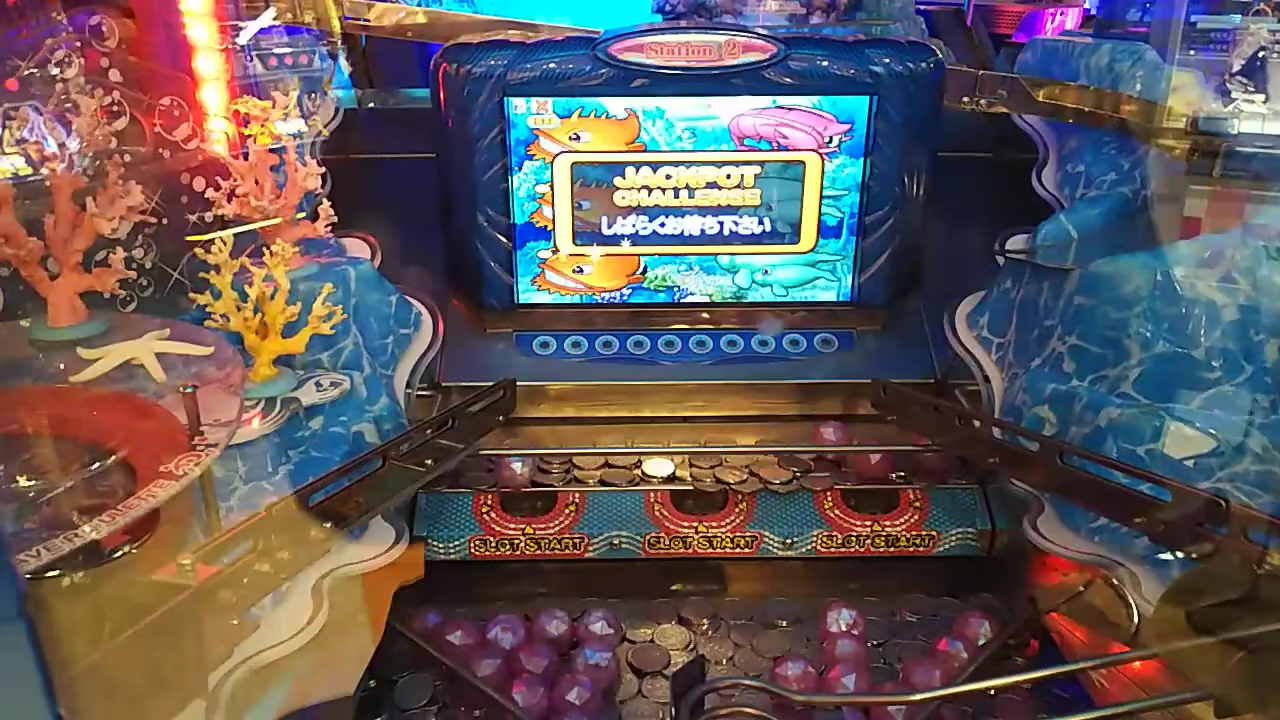 Station 2
JACKPOT
CHALLENGE
しばらくお待ち下さい
SLOT START
SLOT START
SLOT START
ROULETTE